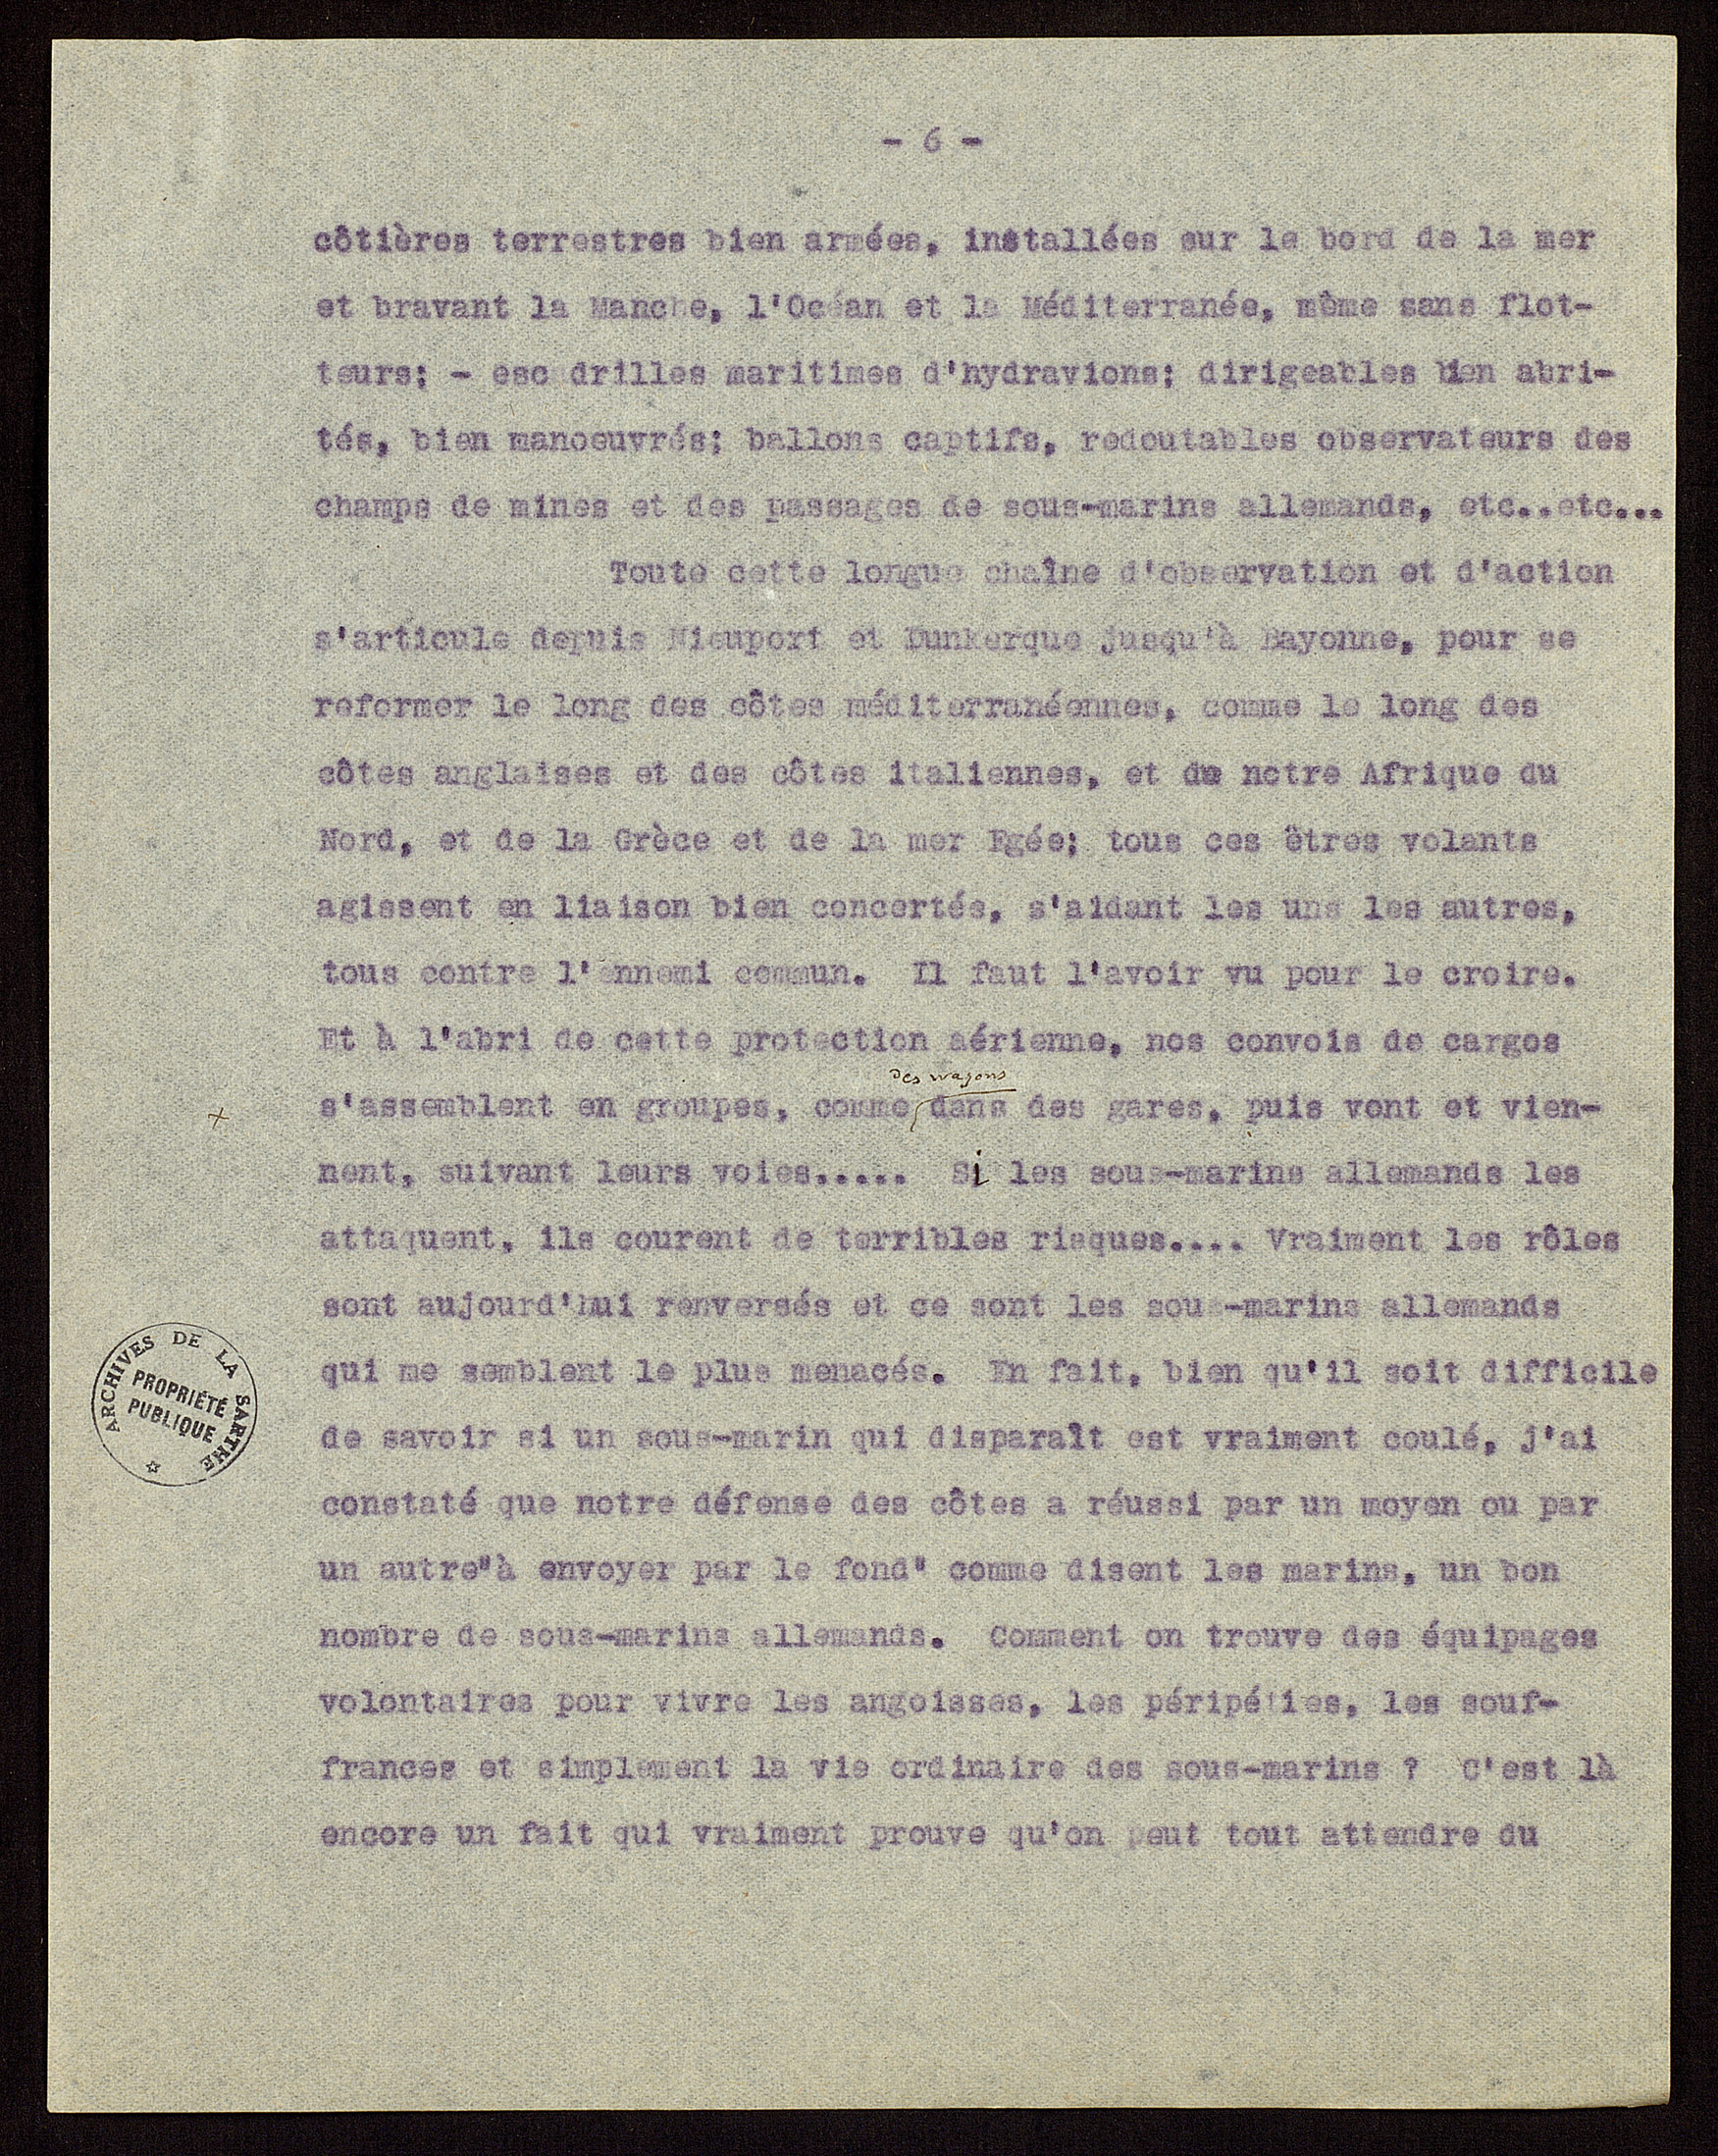 - 6 -
côtières terrestres bien armées, installées sur le bord de la mer
et bravant la Manche, l'Océan et la Méditerranée, même sans flot-
teurs; - escadrilles maritimes d'hydravions; dirigeables bien abri-
tés, bien manoeuvrés; ballons captifs, redoutables observateurs des
champs de mines et des passages de sous-marins allemands, etc..etc...
Toute cette longue chaîne d'observation et d'action
s'articule depuis Nieuport et Dunkerque jusqu'à Bayonne, pour se
reformer le long des côtes méditerranéennes, comme le long des
côtes anglaises et des côtes italiennes, et de notre Afrique du
Nord, et de la Grèce et de la mer Egée; tous ces êtres volants
agissent en liaison bien concertés, s'aidant les uns les autres,
tous contre l'ennemi commun. Il faut l'avoir vu pour le croire.
Et à l'abri de cette protection aérienne, nos convois de cargos
des wagons
+ s'assemblent en groupes, comme dans des gares, puis vont et vien-
nent, suivant leurs voies..... Si les sous-marins allemands les
attaquent, ils courent de terribles risques.... Vraiment les rôles
sont aujourd'hui renversés et ce sont les sous-marins allemands
qui me semblent le plus menacés. En fait, bien qu'il soit difficile
de savoir si un sous-marin qui disparaît est vraiment coulé, j'ai
constaté que notre défense des côtes a réussi par un moyen ou par
un autre"à envoyer par le fond" comme disent les marins, un bon
nombre de sous-marins allemands. Comment on trouve des équipages
volontaires pour vivre les angoisses, les péripéties, les souf-
frances et simplement la vie ordinaire des sous-marins ? C'est là
encore un fait qui vraiment prouve qu'on peut tout attendre du
ARCHIVES DE LA SARTHE
PROPRIÉTÉ
PUBLIQUE